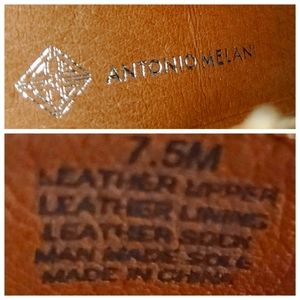 ANTONIO MELANI
7.5M
LEATHER UPPER
LEATHER LINING
LEATHER SOCK
MAN MADE SOLE
MADE IN CHINA